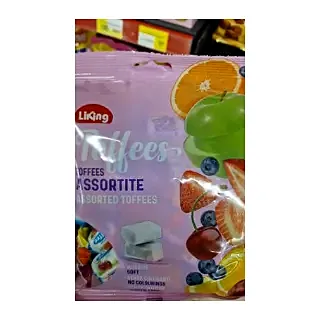 LiKing
Toffees
TOFFEES
ASSORTITE
ASSORTED TOFFEES
SOFT
NO COLOURINGS